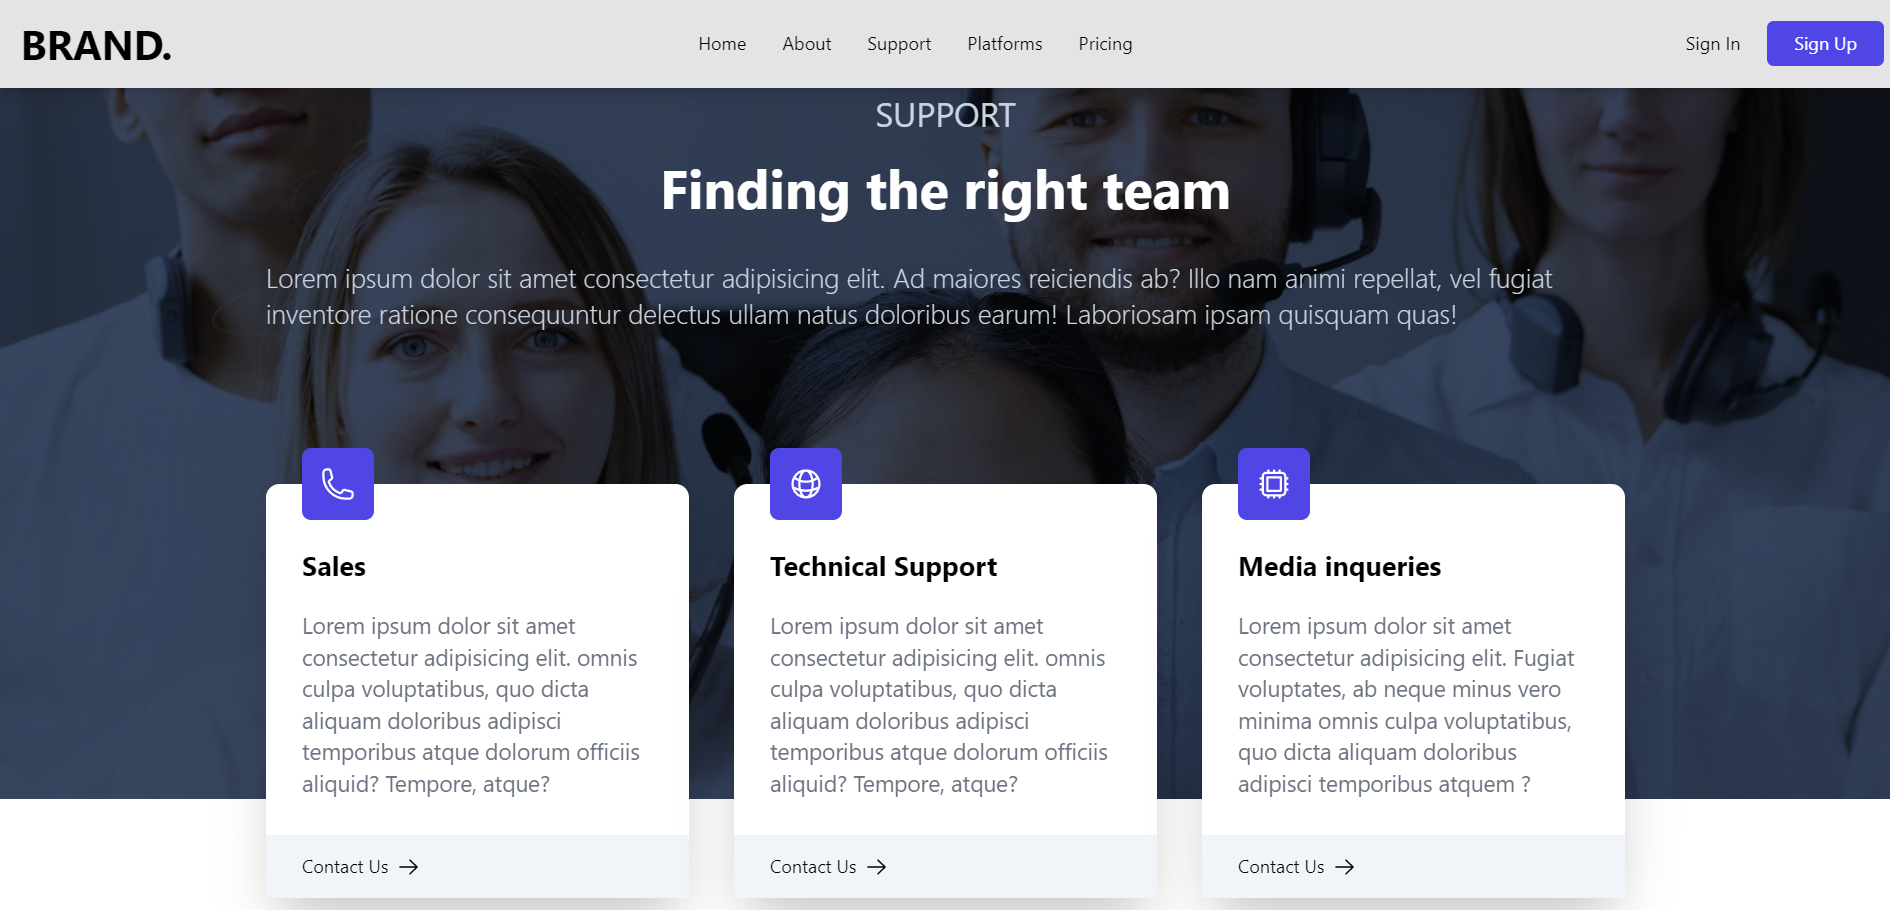 BRAND.
Home
About
Support
Platforms
Pricing
Sign In
Sign Up
SUPPORT
Finding the right team
Lorem ipsum dolor sit amet consectetur adipisicing elit. Ad maiores reiciendis ab? Illo nam animi repellat, vel fugiat
inventore ratione consequuntur delectus ullam natus doloribus earum! Laboriosam ipsam quisquam quas!
Sales
Lorem ipsum dolor sit amet
consectetur adipisicing elit. omnis
culpa voluptatibus, quo dicta
aliquam doloribus adipisci
temporibus atque dolorum officiis
aliquid? Tempore, atque?
Contact Us
Technical Support
Lorem ipsum dolor sit amet
consectetur adipisicing elit. omnis
culpa voluptatibus, quo dicta
aliquam doloribus adipisci
temporibus atque dolorum officiis
aliquid? Tempore, atque?
Contact Us
Media inqueries
Lorem ipsum dolor sit amet
consectetur adipisicing elit. Fugiat
voluptates, ab neque minus vero
minima omnis culpa voluptatibus,
quo dicta aliquam doloribus
adipisci temporibus atquem ?
Contact Us